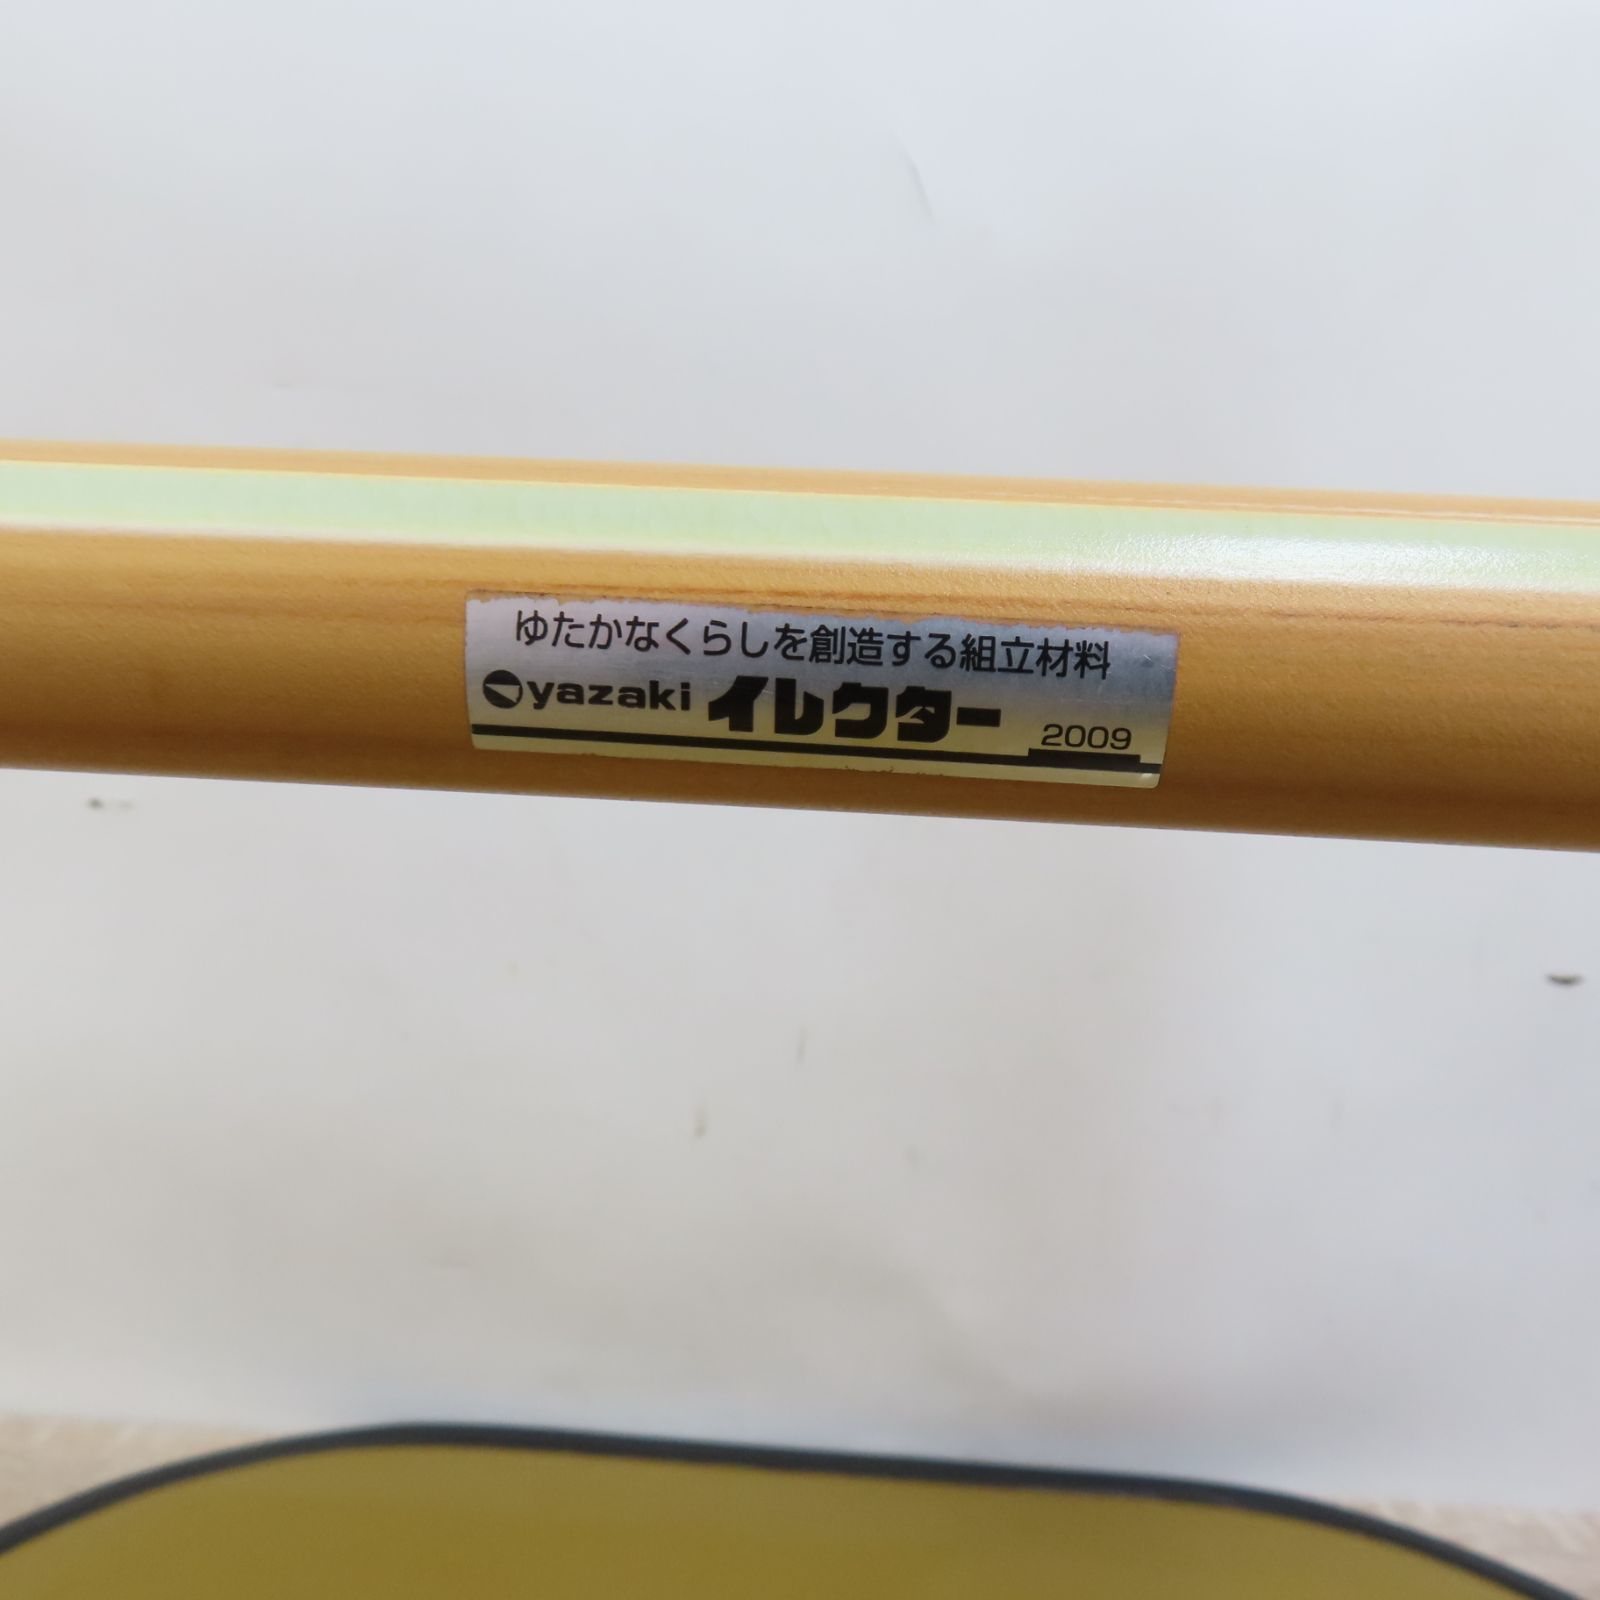 ゆたかなくらしを創造する組立材料
yazaki イレクター 2009